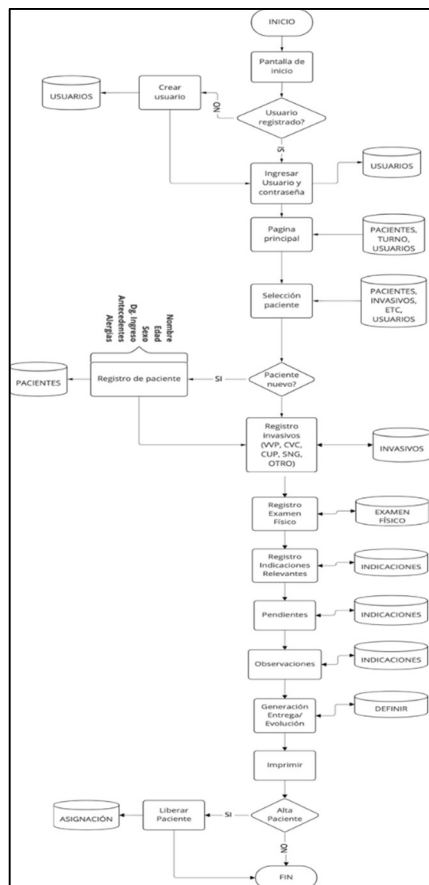 INICIO
Pantalla de
inicio
Crear
usuario
USUARIOS
NO
Usuario
registrado?
SI
Ingresar
Usuario y
contraseña
USUARIOS
Pagina
principal
PACIENTES,
TURNO,
USUARIOS
Selección
paciente
PACIENTES,
INVASIVOS,
ETC,
USUARIOS
Nombre
Edad
Sexo
Dg. Ingreso
Antecedentes
Alergias
Registro de paciente
PACIENTES
SI
Paciente
nuevo?
Registro
Invasivos
(VVP, CVC,
CUP, SNG,
OTRO)
INVASIVOS
Registro
Examen
Físico
EXAMEN
FÍSICO
Registro
Indicaciones
Relevantes
INDICACIONES
Pendientes
INDICACIONES
Observaciones
INDICACIONES
Generación
Entrega/
Evolución
DEFINIR
Imprimir
Alta
Paciente
SI
Liberar
Paciente
ASIGNACIÓN
NO
FIN